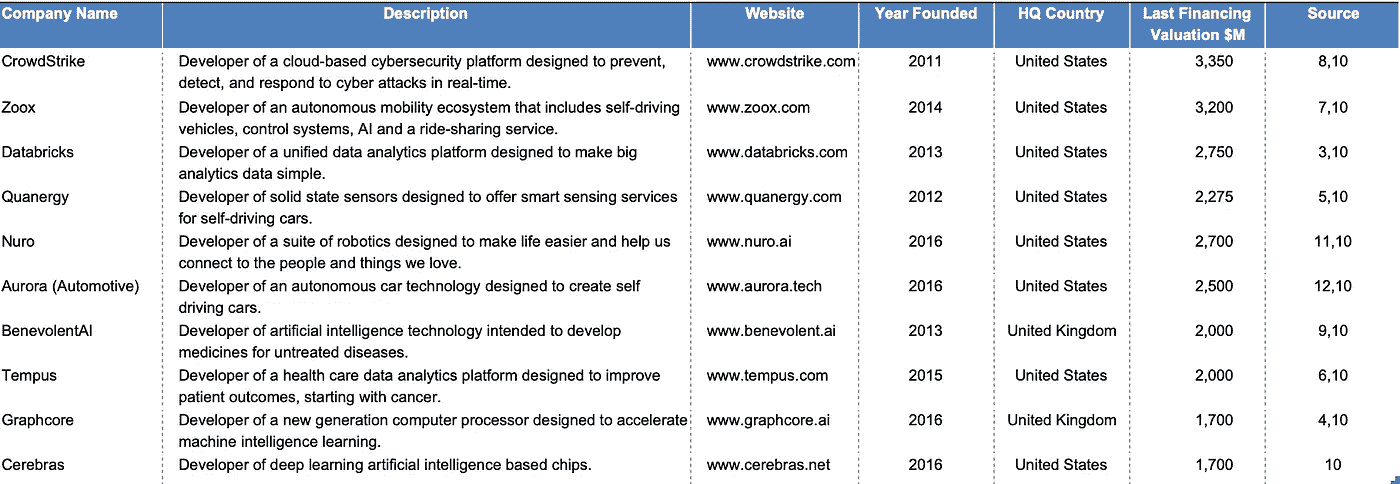 Company Name Description Website Year Founded HQ Country Last Financing Source
Valuation $M
CrowdStrike Developer of a cloud-based cybersecurity platform designed to prevent, www.crowdstrike.com 2011 United States 3,350 8,10
detect, and respond to cyber attacks in real-time.
Zoox Developer of an autonomous mobility ecosystem that includes self-driving www.zoox.com 2014 United States 3,200 7,10
vehicles, control systems, AI and a ride-sharing service.
Databricks Developer of a unified data analytics platform designed to make big www.databricks.com 2013 United States 2,750 3,10
analytics data simple.
Quanergy Developer of solid state sensors designed to offer smart sensing services www.quanergy.com 2012 United States 2,275 5,10
for self-driving cars.
Nuro Developer of a suite of robotics designed to make life easier and help us www.nuro.ai 2016 United States 2,700 11,10
connect to the people and things we love.
Aurora (Automotive) Developer of an autonomous car technology designed to create self www.aurora.tech 2016 United States 2,500 12,10
driving cars.
BenevolentAI Developer of artificial intelligence technology intended to develop www.benevolent.ai 2013 United Kingdom 2,000 9,10
medicines for untreated diseases.
Tempus Developer of a health care data analytics platform designed to improve www.tempus.com 2015 United States 2,000 6,10
patient outcomes, starting with cancer.
Graphcore Developer of a new generation computer processor designed to accelerate www.graphcore.ai 2016 United Kingdom 1,700 4,10
machine intelligence learning.
Cerebras Developer of deep learning artificial intelligence based chips. www.cerebras.net 2016 United States 1,700 10